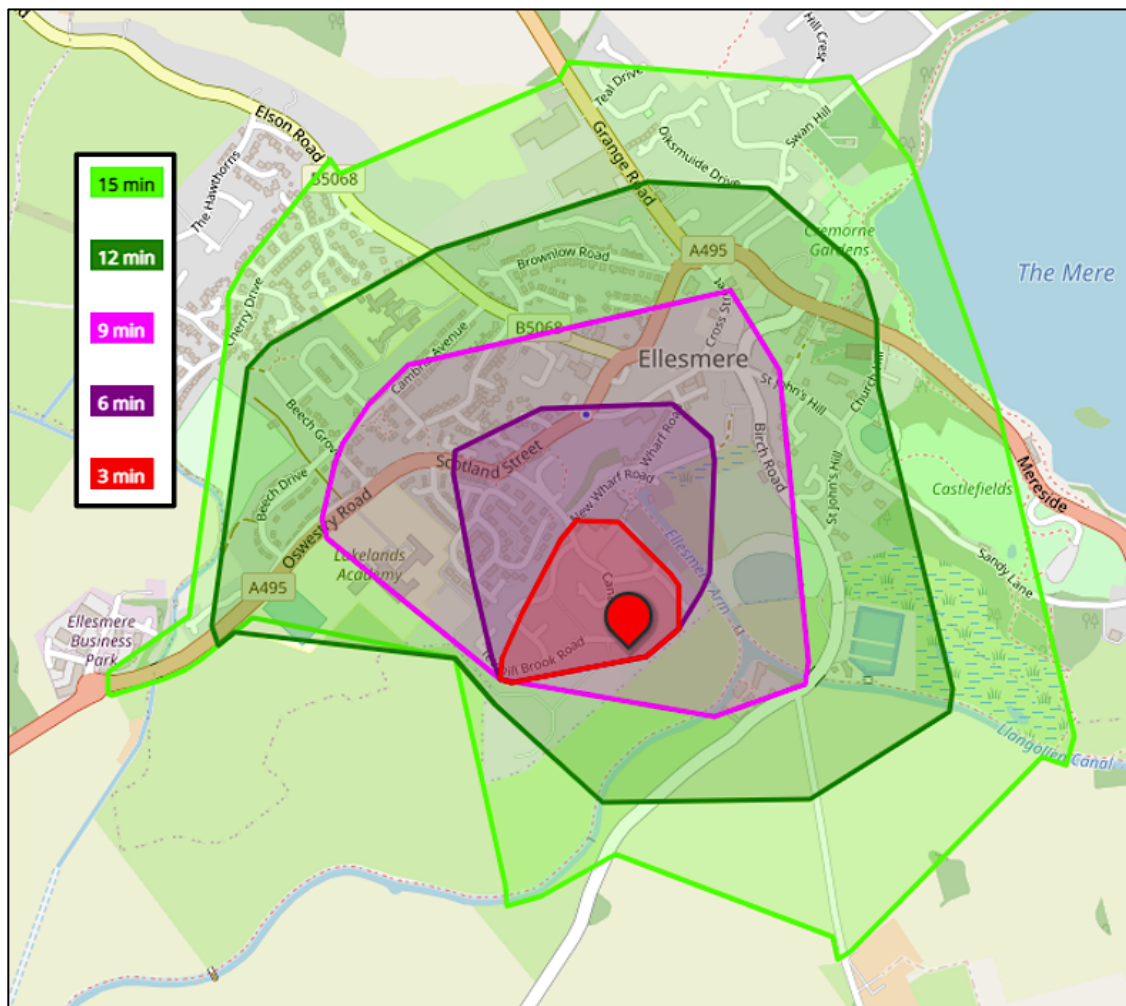 Hill Crest
Teal Drive
Swan Hill
Elson Road
Grange Road
Diksmuide Drive
15 min
The Hawthorns
B5068
Cremorne
Gardens
12 min
A495
Brownlow Road
The Mere
Cherry Drive
9 min
B5068
Cross Street
Cambria Avenue
Ellesmere
St John's Hill
Church Hill
6 min
Beech Grove
Wharf Road
Birch Road
Scotland Street
3 min
Beech Drive
New Wharf Road
St John's Hill
Castlefields
Mereside
Oswestry Road
Lakelands
Academy
Ellesmere Arm
Sandy Lane
A495
Ellesmere
Business
Park
Pill Brook Road
Llangollen Canal